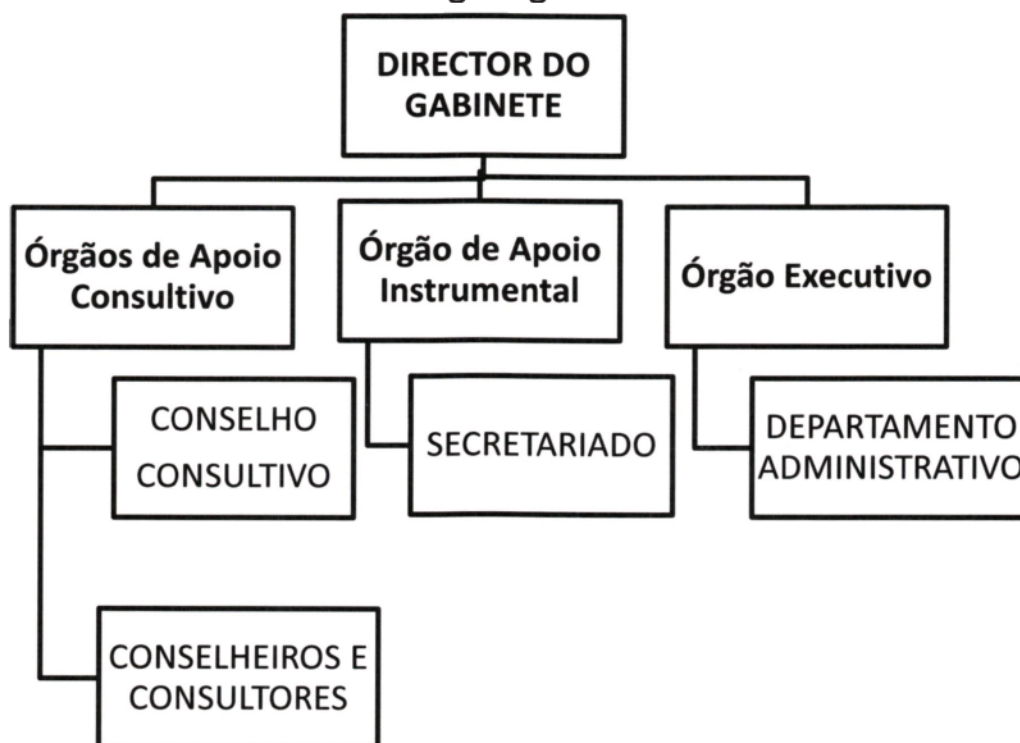 DIRECTOR DO
GABINETE
Órgãos de Apoio
Consultivo
Órgão de Apoio
Instrumental
Órgão Executivo
CONSELHO
CONSULTIVO
SECRETARIADO
DEPARTAMENTO
ADMINISTRATIVO
CONSELHEIROS E
CONSULTORES